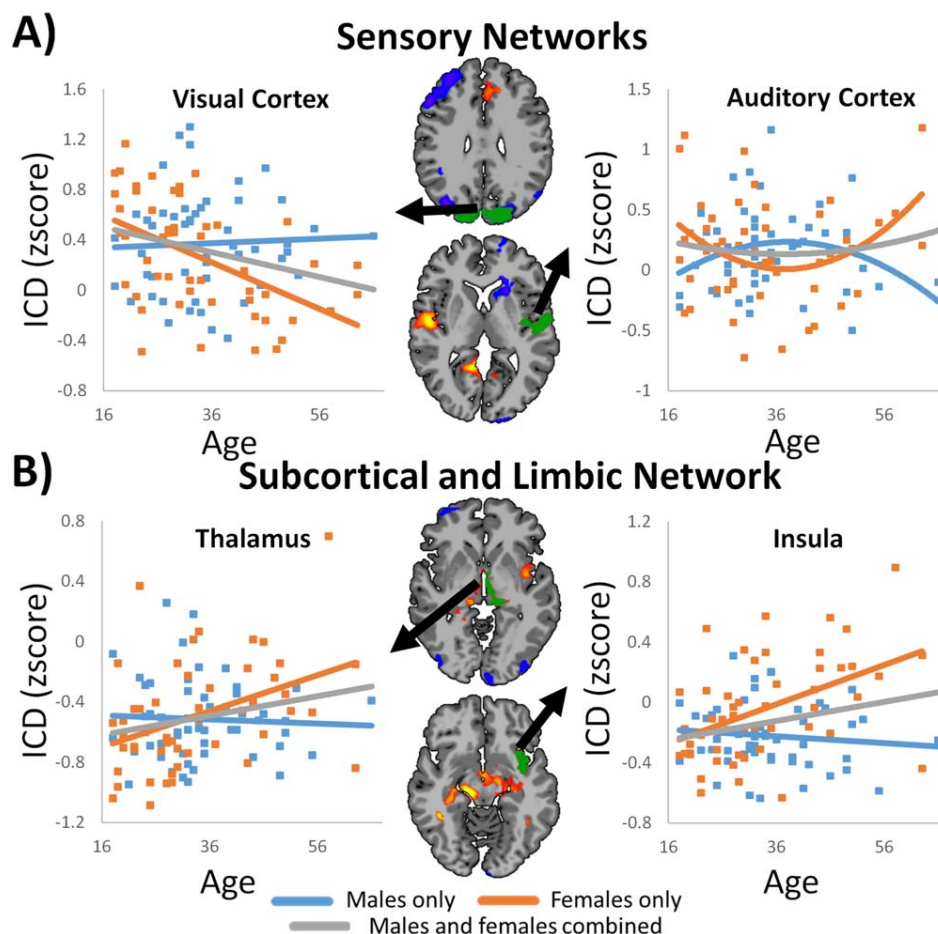 A)
Sensory Networks
Visual Cortex
ICD (zscore)
1.6
1.2
0.8
0.4
0
-0.4
-0.8
16
36
56
Age
Auditory Cortex
ICD (zscore)
1.5
1
0.5
0
-0.5
-1
16
36
56
Age
B)
Subcortical and Limbic Network
Thalamus
ICD (zscore)
0.8
0.4
0
-0.4
-0.8
-1.2
16
36
56
Age
Insula
ICD (zscore)
1.2
0.8
0.4
0
-0.4
-0.8
16
36
56
Age
Males only
Females only
Males and females combined